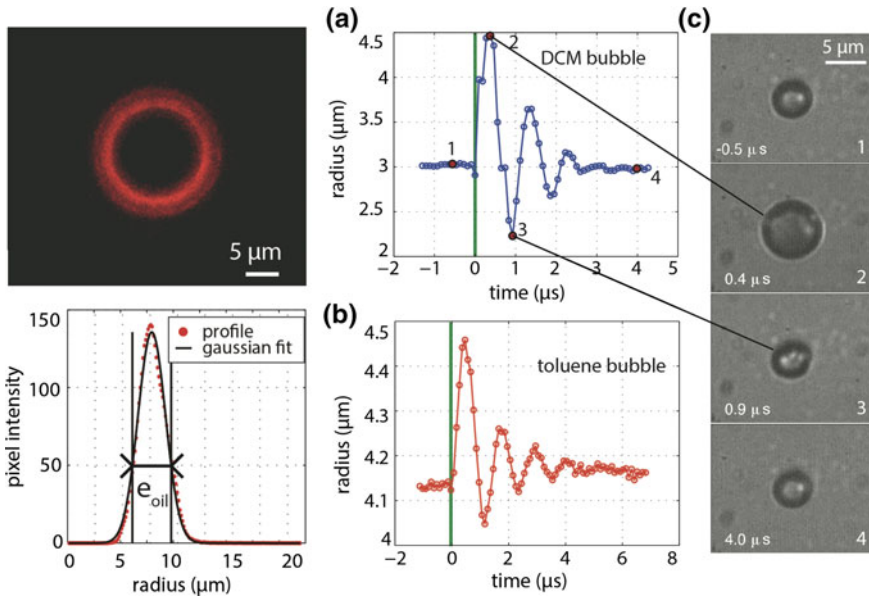 5 μm
150
100
50
0
pixel intensity
profile
gaussian fit
e oil
0
5
10
15
20
radius (μm)
(a)
4.5
4
3.5
3
2.5
2
radius (μm)
2
DCM bubble
1
4
3
−2
−1
0
1
2
3
4
5
time (μs)
(b)
4.5
4.4
4.3
4.2
4.1
4
radius (μm)
toluene bubble
−2
0
2
4
6
8
time (μs)
(c)
5 μm
-0.5 μs
1
0.4 μs
2
0.9 μs
3
4.0 μs
4